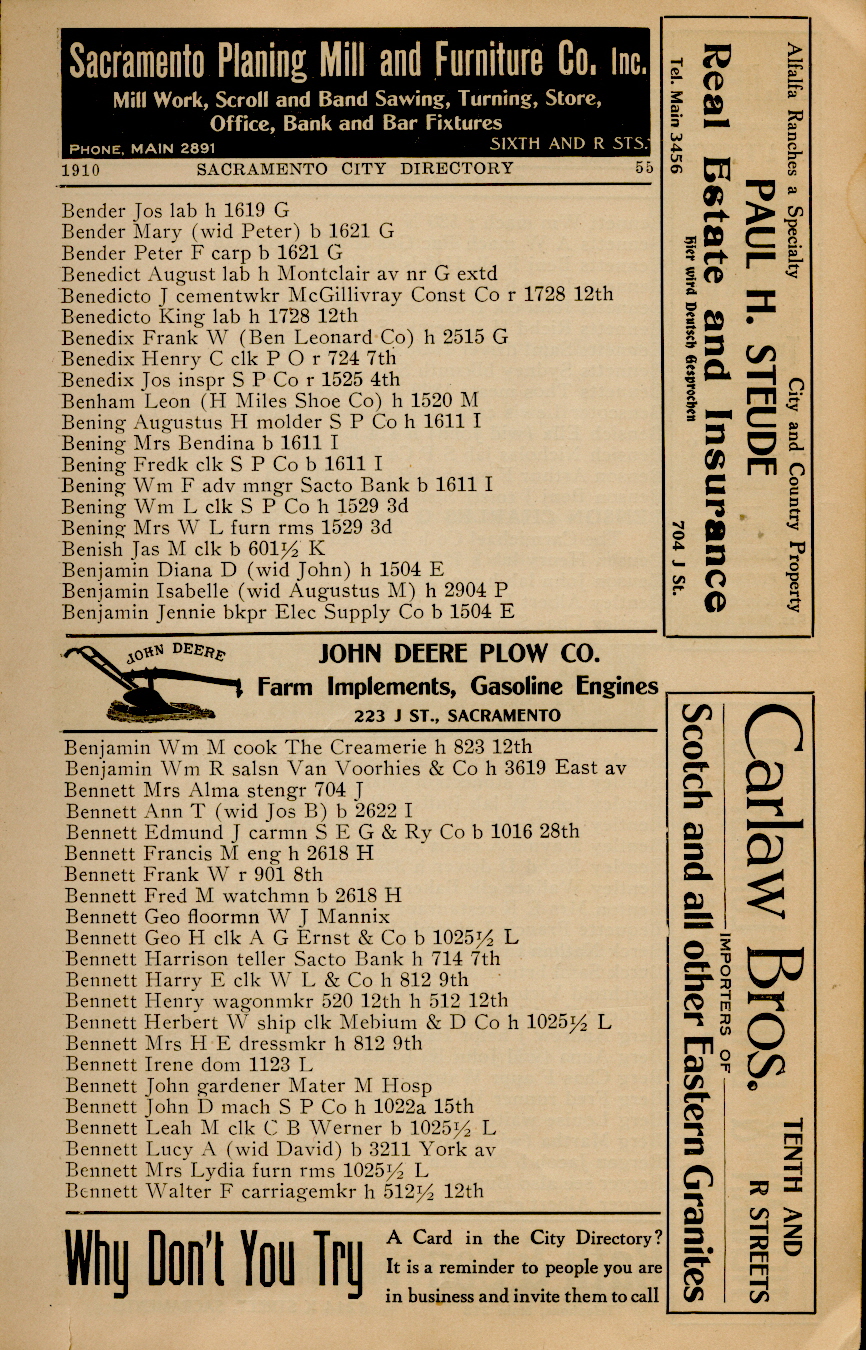 Sacramento Planing Mill and Furniture Co. Inc.
Mill Work, Scroll and Band Sawing, Turning, Store,
Office, Bank and Bar Fixtures
PHONE, MAIN 2891 SIXTH AND R STS.
1910 SACRAMENTO CITY DIRECTORY 55
Bender Jos lab h 1619 G
Bender Mary (wid Peter) b 1621 G
Bender Peter F carp b 1621 G
Benedict August lab h Montclair av nr G extd
Benedicto J cementwkr McGillivray Const Co r 1728 12th
Benedicto King lab h 1728 12th
Benedix Frank W (Ben Leonard Co) h 2515 G
Benedix Henry C clk P O r 724 7th
Benedix Jos inspr S P Co r 1525 4th
Benham Leon (H Miles Shoe Co) h 1520 M
Bening Augustus H molder S P Co h 1611 I
Bening Mrs Bendina b 1611 I
Bening Fredk clk S P Co b 1611 I
Bening Wm F adv mngr Sacto Bank b 1611 I
Bening Wm L clk S P Co h 1529 3d
Bening Mrs W L furn rms 1529 3d
Benish Jas M clk b 601½ K
Benjamin Diana D (wid John) h 1504 E
Benjamin Isabelle (wid Augustus M) h 2904 P
Benjamin Jennie bkpr Elec Supply Co b 1504 E
JOHN DEERE
JOHN DEERE PLOW CO.
Farm Implements, Gasoline Engines
223 J ST., SACRAMENTO
Benjamin Wm M cook The Creamerie h 823 12th
Benjamin Wm R salsn Van Voorhies & Co h 3619 East av
Bennett Mrs Alma stengr 704 J
Bennett Ann T (wid Jos B) b 2622 I
Bennett Edmund J carmn S E G & Ry Co b 1016 28th
Bennett Francis M eng h 2618 H
Bennett Frank W r 901 8th
Bennett Fred M watchmn b 2618 H
Bennett Geo floormn W J Mannix
Bennett Geo H clk A G Ernst & Co b 1025½ L
Bennett Harrison teller Sacto Bank h 714 7th
Bennett Harry E clk W L & Co h 812 9th
Bennett Henry wagonmkr 520 12th h 512 12th
Bennett Herbert W ship clk Mebium & D Co h 1025½ L
Bennett Mrs H E dressmkr h 812 9th
Bennett Irene dom 1123 L
Bennett John gardener Mater M Hosp
Bennett John D mach S P Co h 1022a 15th
Bennett Leah M clk C B Werner b 1025½ L
Bennett Lucy A (wid David) b 3211 York av
Bennett Mrs Lydia furn rms 1025½ L
Bennett Walter F carriagemkr h 512½ 12th
Why Don't You Try
A Card in the City Directory?
It is a reminder to people you are
in business and invite them to call
Alfalfa Ranches a Specialty City and Country Property
PAUL H. STEUDE
Real Estate and Insurance
Hier wird Deutsch Gesprochen
Tel. Main 3456 704 J St.
TENTH AND
R STREETS
Carlaw Bros.
IMPORTERS OF
Scotch and all other Eastern Granites